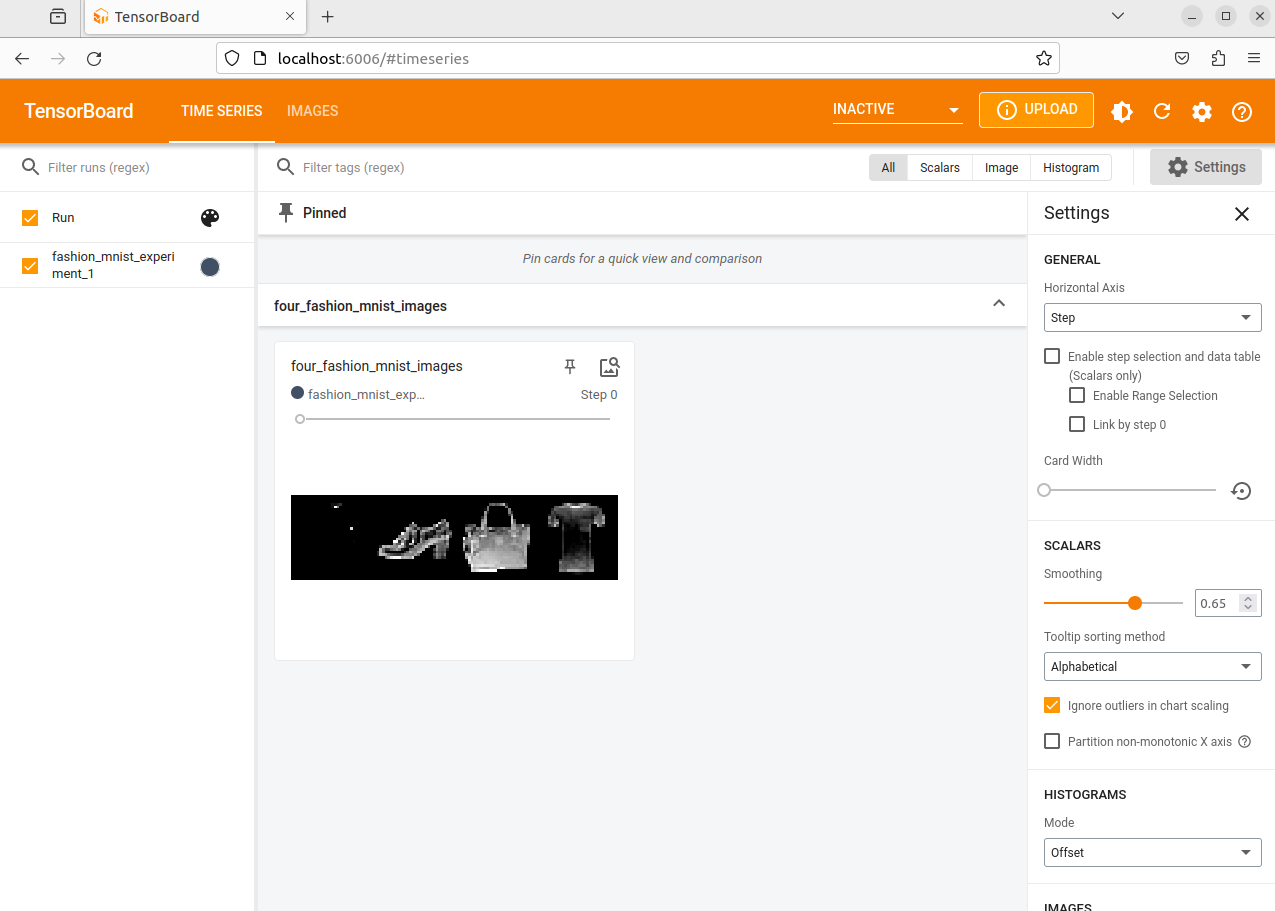 TensorBoard
localhost:6006/#timeseries
TensorBoard
TIME SERIES
IMAGES
INACTIVE
UPLOAD
Filter runs (regex)
Filter tags (regex)
All
Scalars
Image
Histogram
Settings
Run
fashion_mnist_experi
ment_1
Pinned
Pin cards for a quick view and comparison
four_fashion_mnist_images
four_fashion_mnist_images
fashion_mnist_exp...
Step 0
Settings
GENERAL
Horizontal Axis
Step
Enable step selection and data table
(Scalars only)
Enable Range Selection
Link by step 0
Card Width
SCALARS
Smoothing
0.65
Tooltip sorting method
Alphabetical
Ignore outliers in chart scaling
Partition non-monotonic X axis
HISTOGRAMS
Mode
Offset
IMAGES